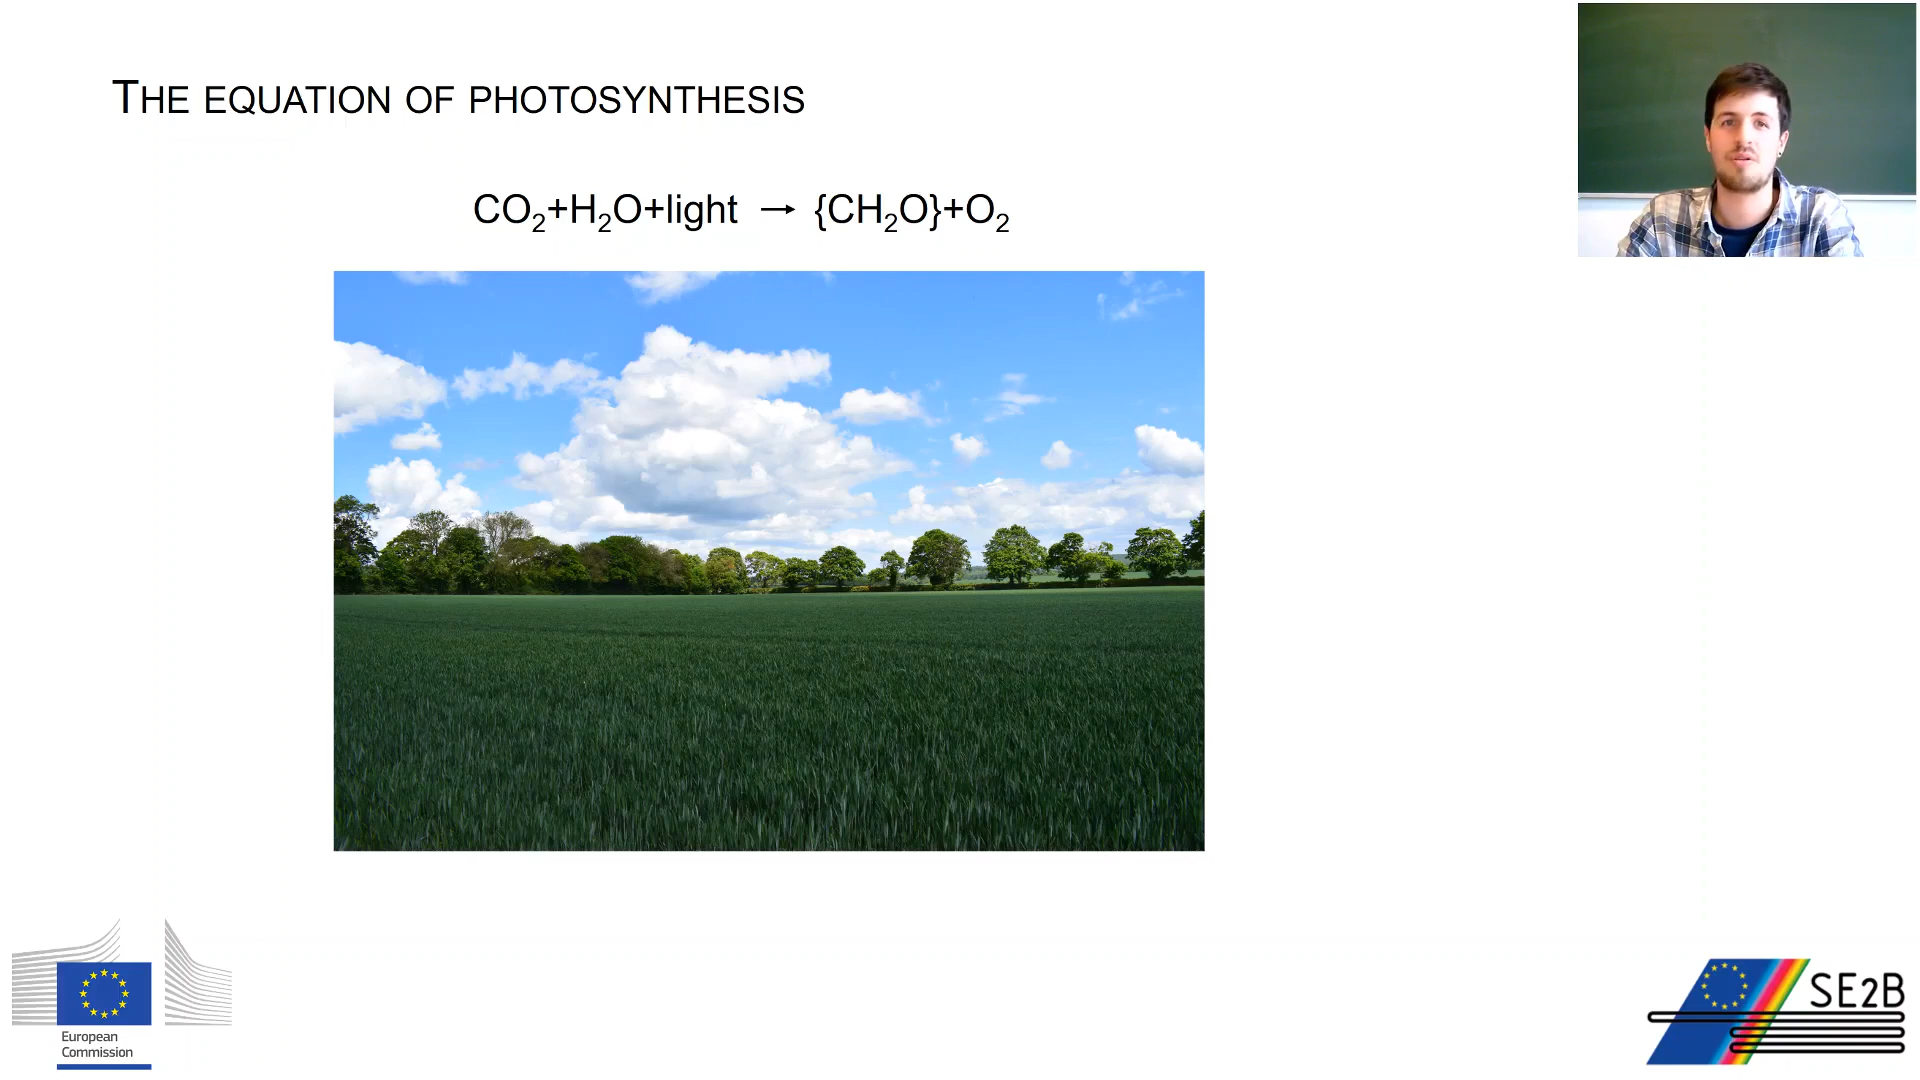 THE EQUATION OF PHOTOSYNTHESIS
CO₂+H₂O+light → {CH₂O}+O₂
European
Commission
SE2B